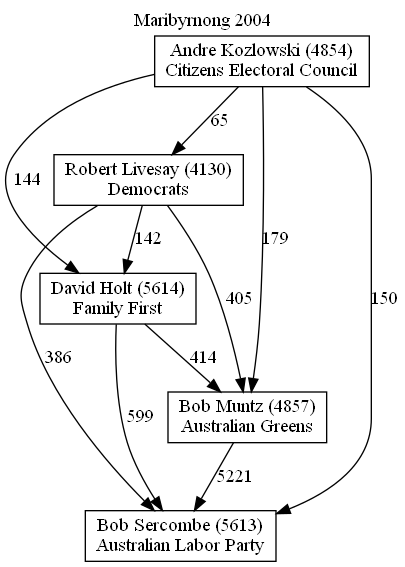 Maribyrnong 2004
Andre Kozlowski (4854)
Citizens Electoral Council
65
Robert Livesay (4130)
Democrats
144
142
179
David Holt (5614)
Family First
405
150
386
414
599
Bob Muntz (4857)
Australian Greens
5221
Bob Sercombe (5613)
Australian Labor Party